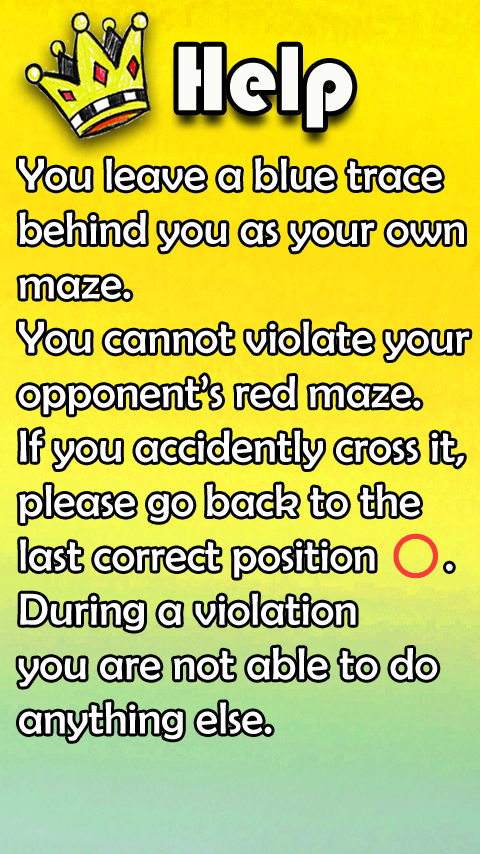 Help
You leave a blue trace
behind you as your own
maze.
You cannot violate your
opponent's red maze.
If you accidently cross it,
please go back to the
last correct position ⭕.
During a violation
you are not able to do
anything else.